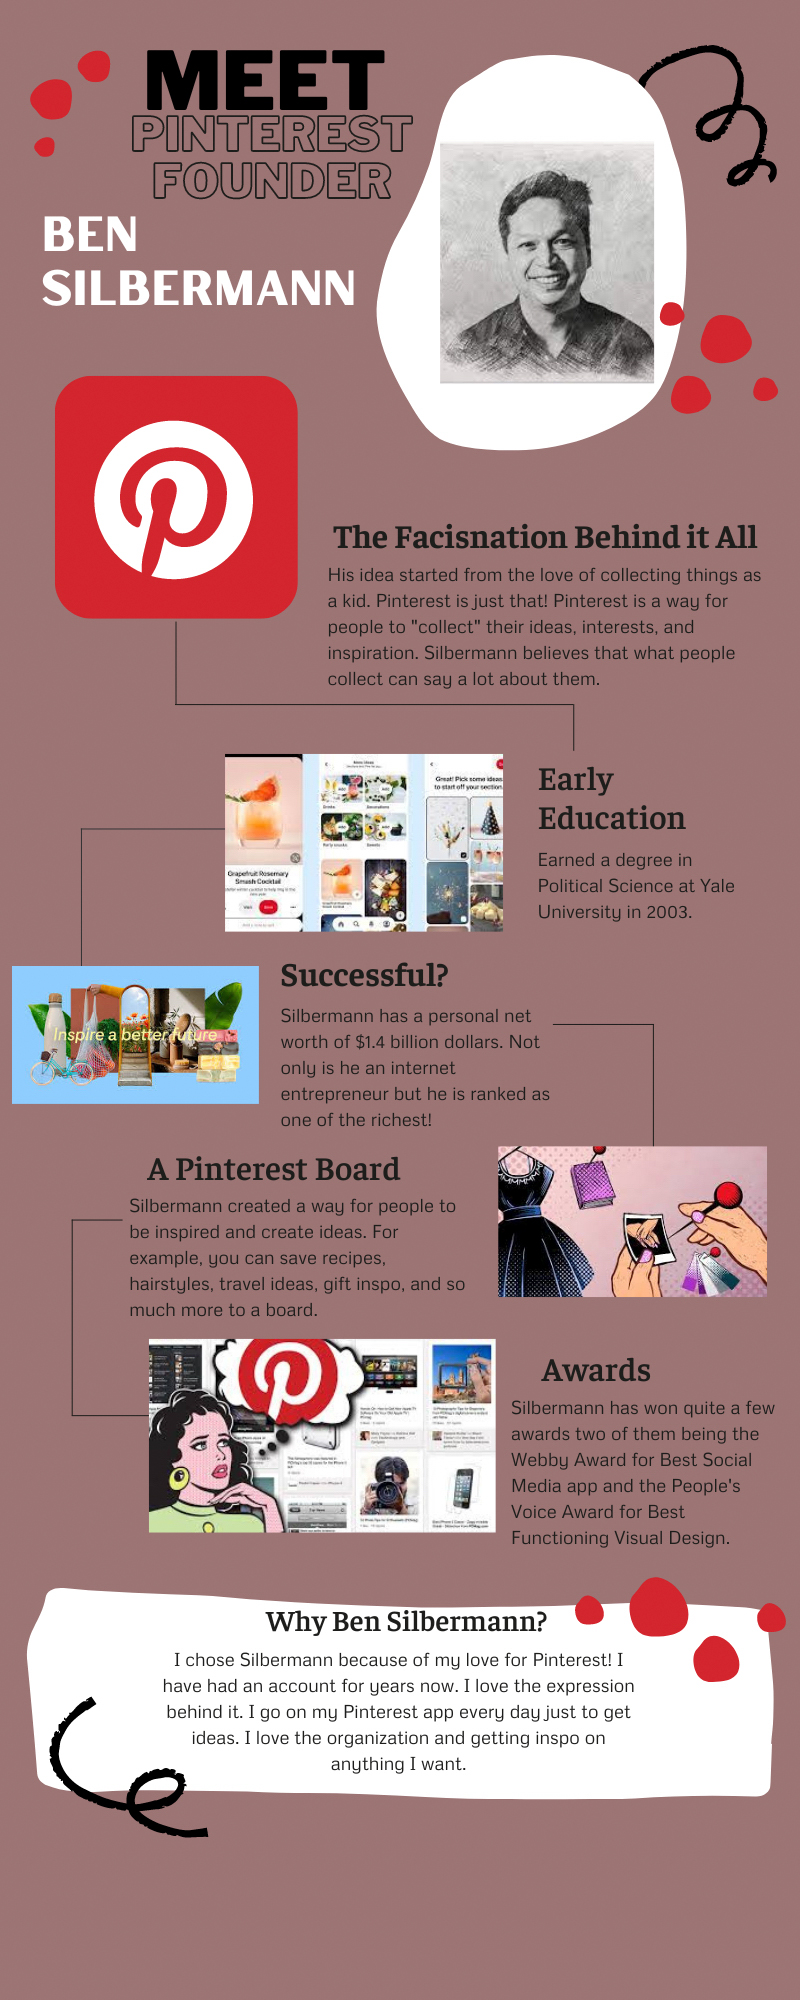 MEET
PINTEREST
FOUNDER
BEN
SILBERMANN
The Facisnation Behind it All
His idea started from the love of collecting things as
a kid. Pinterest is just that! Pinterest is a way for
people to "collect" their ideas, interests, and
inspiration. Silbermann believes that what people
collect can say a lot about them.
Great! Pick some ideas
to start off your section.
Grapefruit Rosemary
Smash Cocktail
Early
Education
Earned a degree in
Political Science at Yale
University in 2003.
Inspire a better future
Successful?
Silbermann has a personal net
worth of $1.4 billion dollars. Not
only is he an internet
entrepreneur but he is ranked as
one of the richest!
A Pinterest Board
Silbermann created a way for people to
be inspired and create ideas. For
example, you can save recipes,
hairstyles, travel ideas, gift inspo, and so
much more to a board.
Awards
Silbermann has won quite a few
awards two of them being the
Webby Award for Best Social
Media app and the People's
Voice Award for Best
Functioning Visual Design.
Why Ben Silbermann?
I chose Silbermann because of my love for Pinterest! I
have had an account for years now. I love the expression
behind it. I go on my Pinterest app every day just to get
ideas. I love the organization and getting inspo on
anything I want.